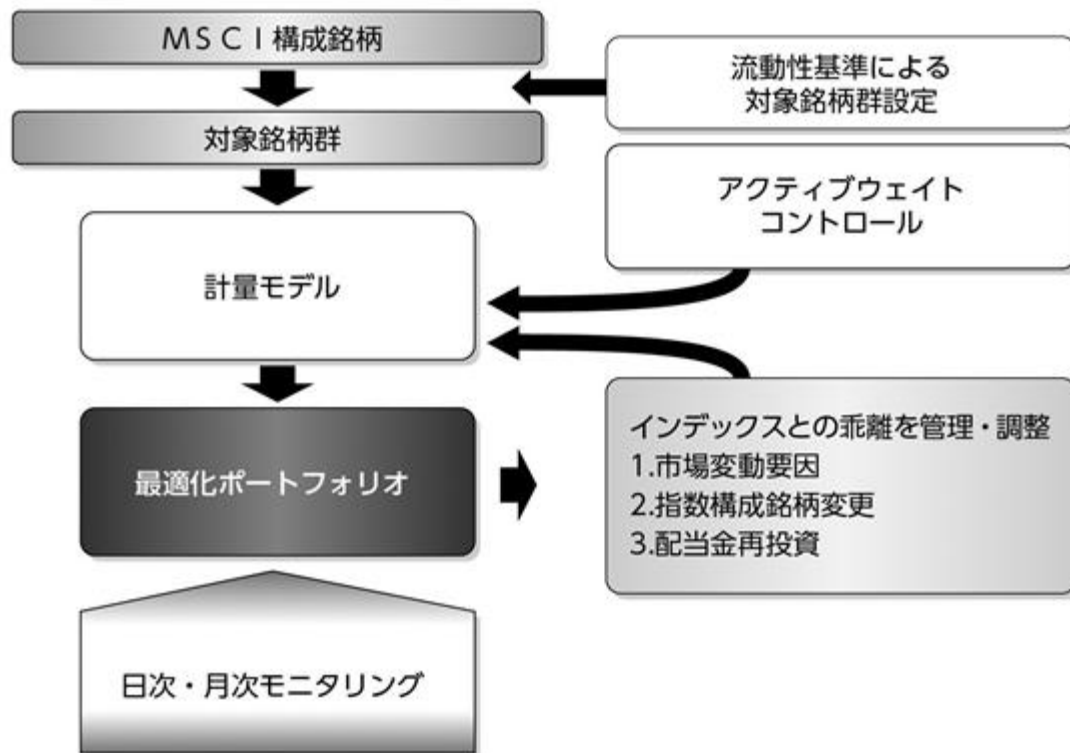 ＭＳＣＩ構成銘柄
流動性基準による
対象銘柄群設定
対象銘柄群
アクティブウェイト
コントロール
計量モデル
最適化ポートフォリオ
インデックスとの乖離を管理・調整
1.市場変動要因
2.指数構成銘柄変更
3.配当金再投資
日次・月次モニタリング